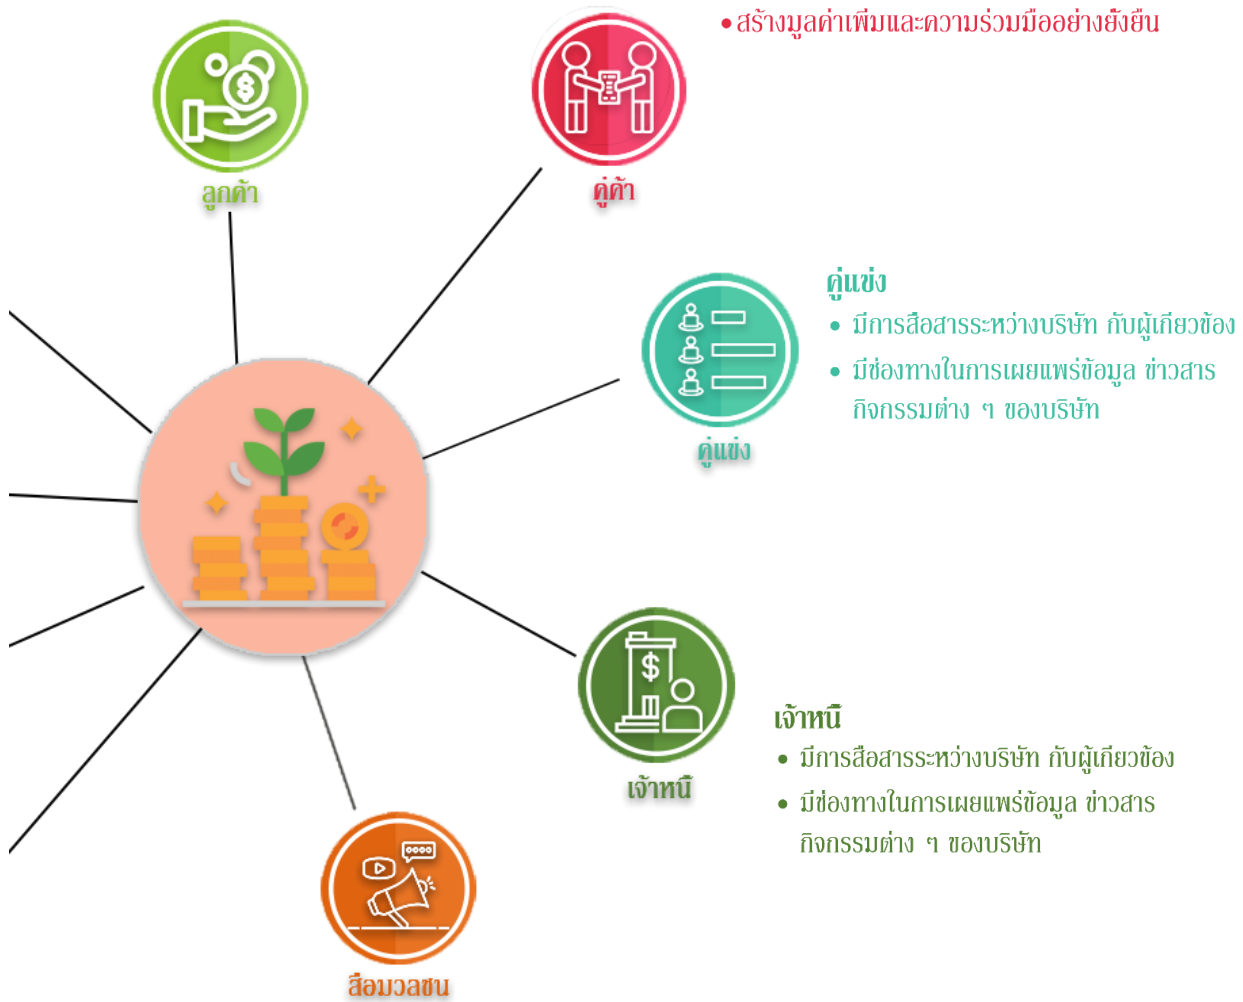 • สร้างมูลค่าเพิ่มและความร่วมมืออย่างยั่งยืน
ลูกค้า
คู่ค้า
คู่แข่ง
• มีการสื่อสารระหว่างบริษัท กับผู้เกี่ยวข้อง
• มีช่องทางในการเผยแพร่ข้อมูล ข่าวสาร
กิจกรรมต่าง ๆ ของบริษัท
คู่แข่ง
เจ้าหนี้
• มีการสื่อสารระหว่างบริษัท กับผู้เกี่ยวข้อง
• มีช่องทางในการเผยแพร่ข้อมูล ข่าวสาร
กิจกรรมต่าง ๆ ของบริษัท
เจ้าหนี้
สื่อมวลชน